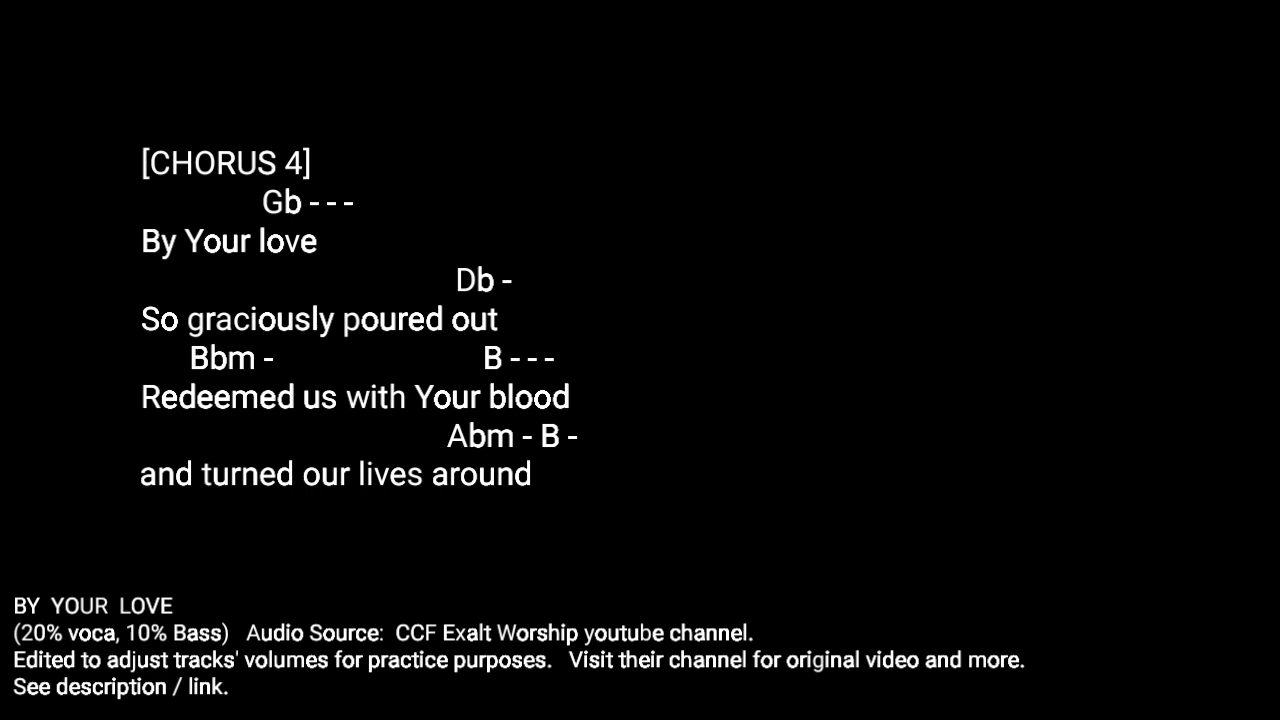 [CHORUS 4]
Gb - - -
By Your love
Db -
So graciously poured out
Bbm - B - - -
Redeemed us with Your blood
Abm - B -
and turned our lives around
BY YOUR LOVE
(20% voca, 10% Bass) Audio Source: CCF Exalt Worship youtube channel.
Edited to adjust tracks' volumes for practice purposes. Visit their channel for original video and more.
See description / link.